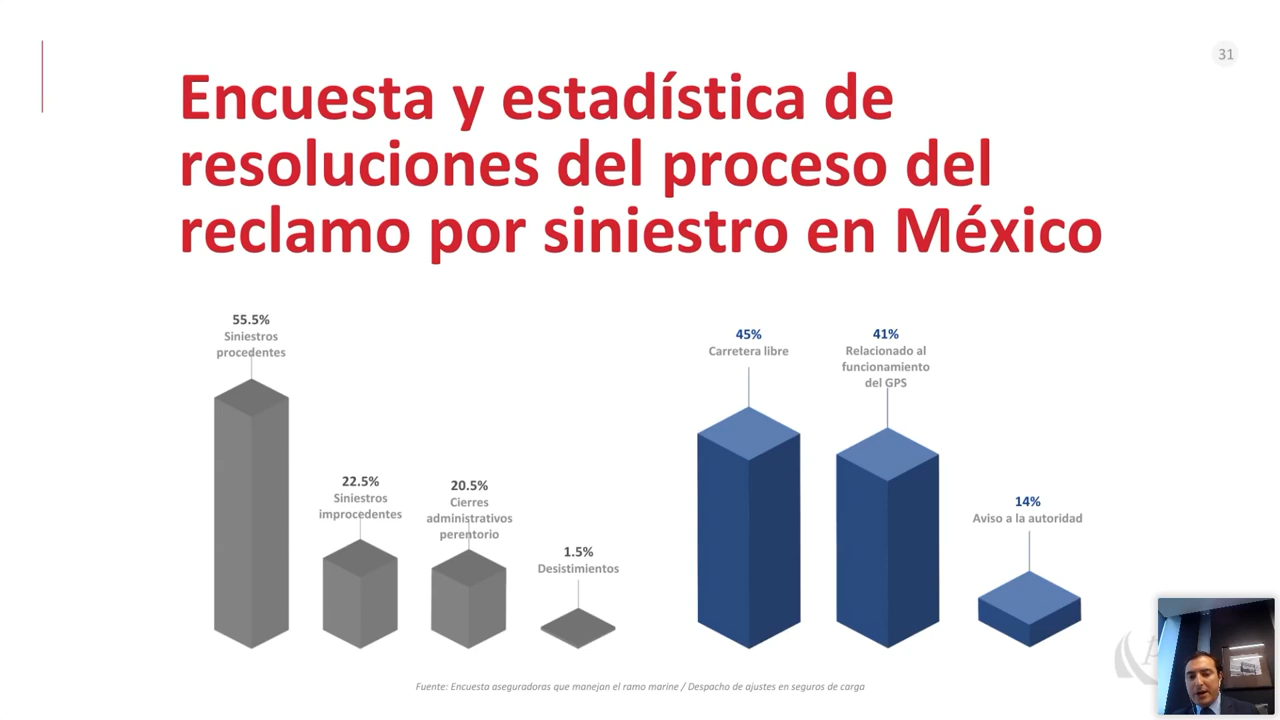 31
Encuesta y estadística de
resoluciones del proceso del
reclamo por siniestro en México
55.5%
Siniestros
procedentes
22.5%
Siniestros
improcedentes
20.5%
Cierres
administrativos
perentorio
1.5%
Desistimientos
45%
Carretera libre
41%
Relacionado al
funcionamiento
del GPS
14%
Aviso a la autoridad
Fuente: Encuesta aseguradoras que manejan el ramo marine / Despacho de ajustes en seguros de carga